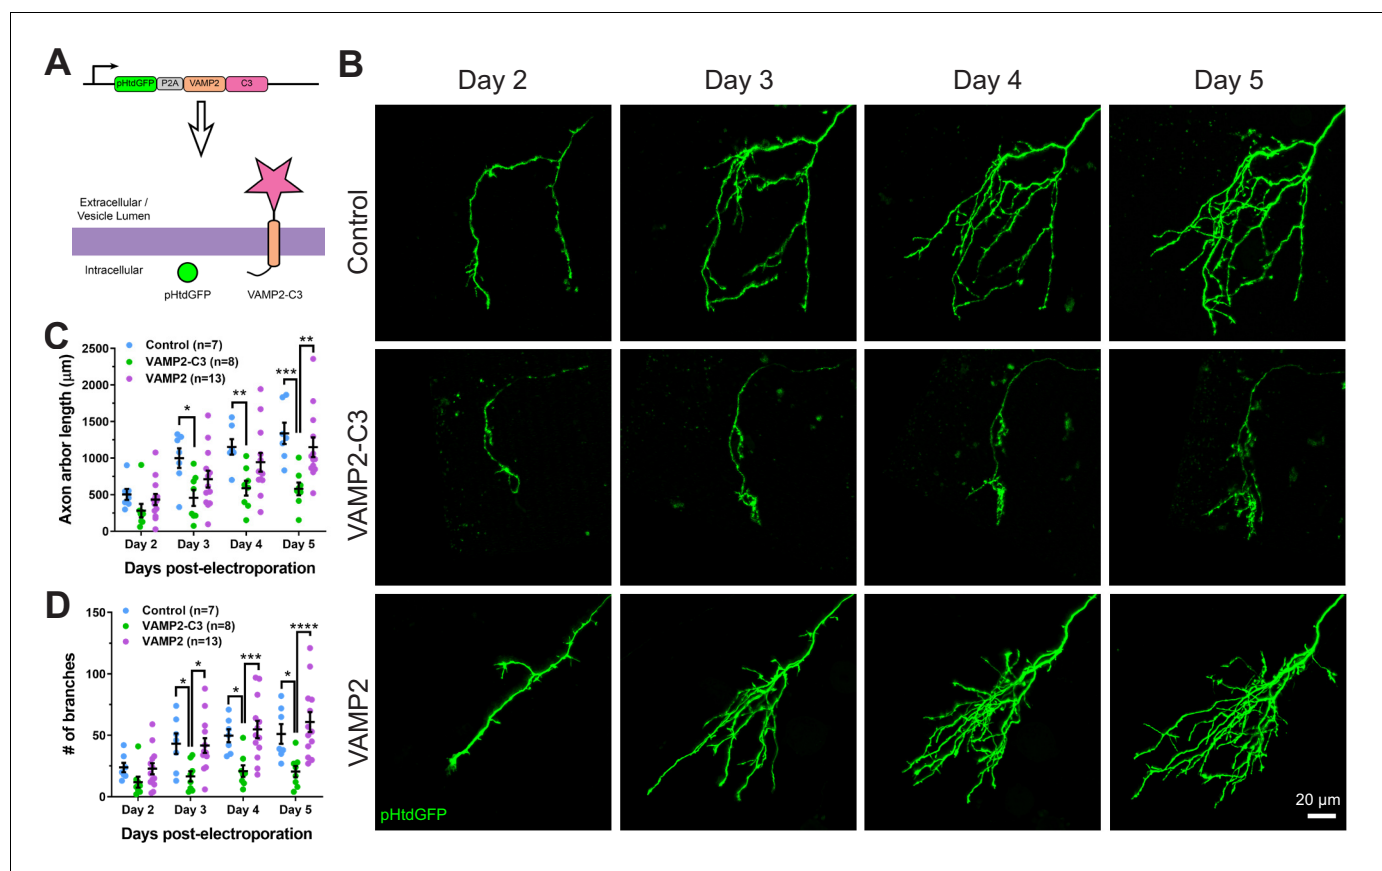 A
pHtdGFP P2A VAMP2 C3
Extracellular /
Vesicle Lumen
Intracellular
pHtdGFP VAMP2-C3
B
Day 2 Day 3 Day 4 Day 5
Control
VAMP2-C3
VAMP2
pHtdGFP
20 µm
C
Control (n=7)
VAMP2-C3 (n=8)
VAMP2 (n=13)
Axon arbor length (µm)
2500
2000
1500
1000
500
0
* ** *** **
Day 2 Day 3 Day 4 Day 5
Days post-electroporation
D
Control (n=7)
VAMP2-C3 (n=8)
VAMP2 (n=13)
# of branches
150
100
50
0
* * * *** * ****
Day 2 Day 3 Day 4 Day 5
Days post-electroporation